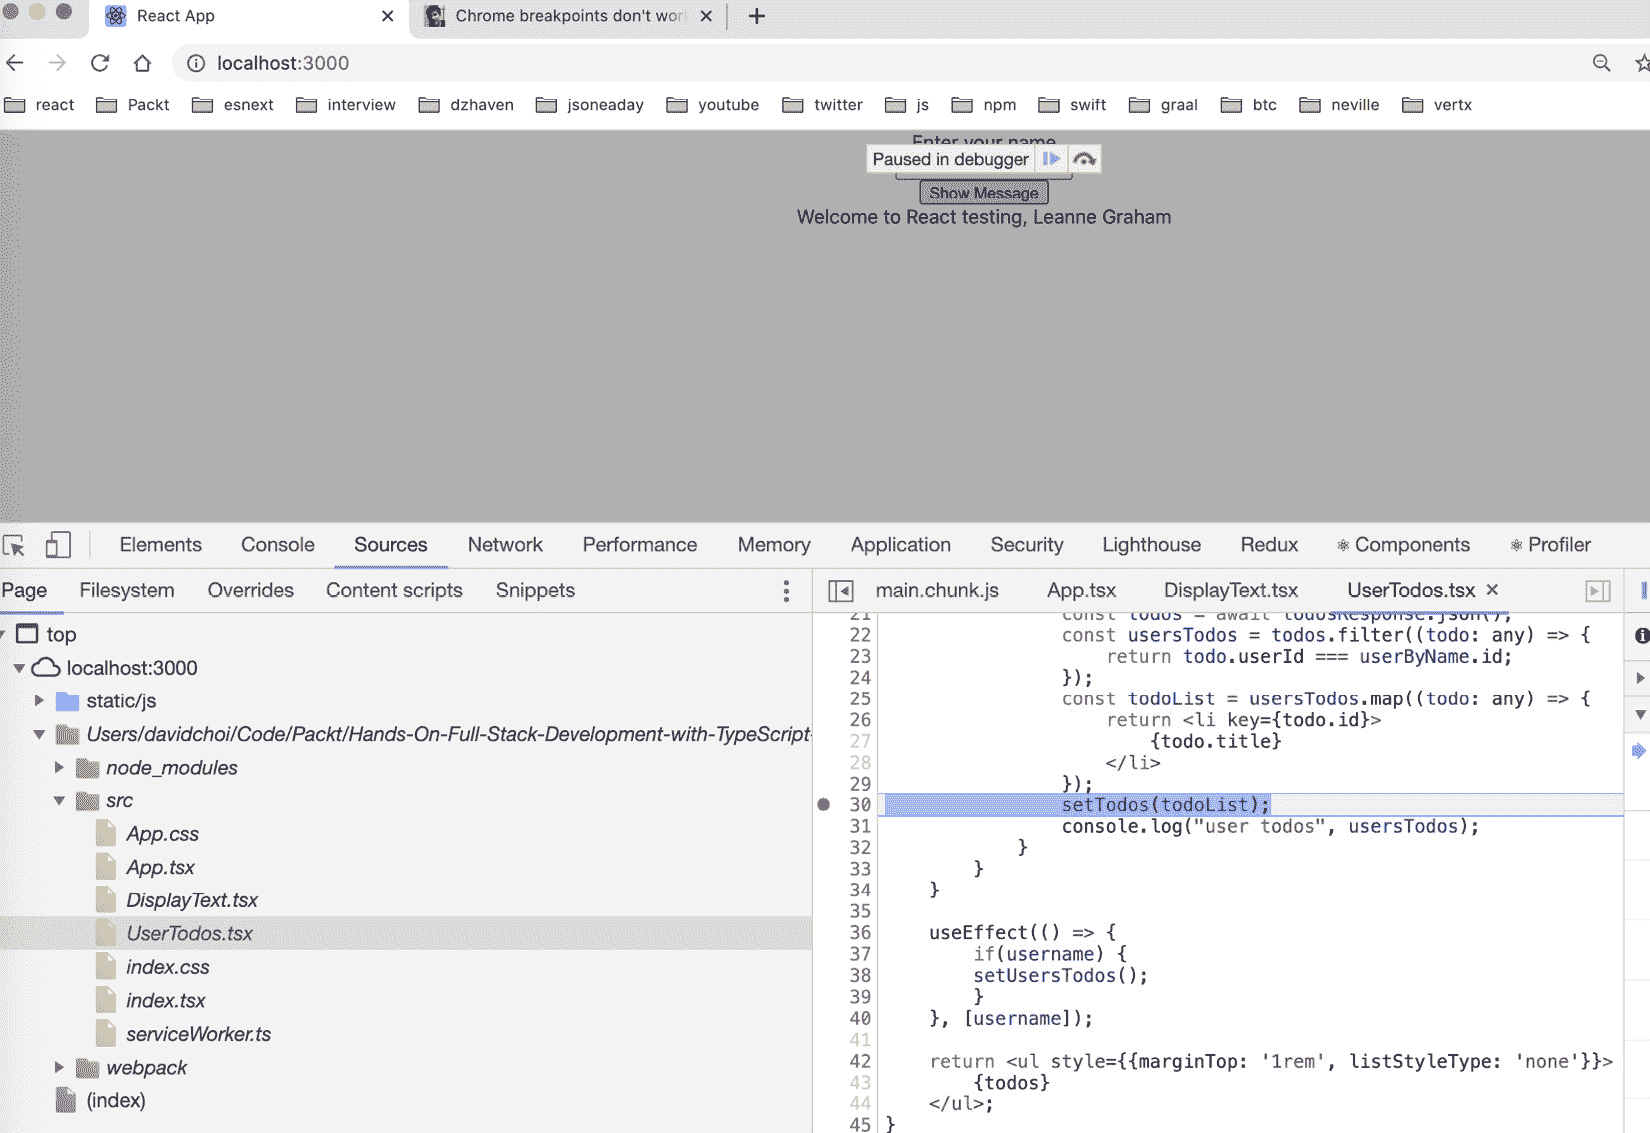 React App
Chrome breakpoints don't wor
localhost:3000
react Packt esnext interview dzhaven jsoneaday youtube twitter js npm swift graal btc neville vertx
Enter your name
Paused in debugger
Show Message
Welcome to React testing, Leanne Graham
Elements Console Sources Network Performance Memory Application Security Lighthouse Redux Components Profiler
Page Filesystem Overrides Content scripts Snippets
top
localhost:3000
static/js
Users/davidchoi/Code/Packt/Hands-On-Full-Stack-Development-with-TypeScript-
node_modules
src
App.css
App.tsx
DisplayText.tsx
UserTodos.tsx
index.css
index.tsx
serviceWorker.ts
webpack
(index)
main.chunk.js App.tsx DisplayText.tsx UserTodos.tsx
21 const todos = await todosResponse.json();
22 const usersTodos = todos.filter((todo: any) => {
23 return todo.userId === userByName.id;
24 });
25 const todoList = usersTodos.map((todo: any) => {
26 return <li key={todo.id}>
27 {todo.title}
28 </li>
29 });
30 setTodos(todoList);
31 console.log("user todos", usersTodos);
32 }
33 }
34 }
35
36 useEffect(() => {
37 if(username) {
38 setUsersTodos();
39 }
40 }, [username]);
41
42 return <ul style={{marginTop: '1rem', listStyleType: 'none'}}>
43 {todos}
44 </ul>;
45 }